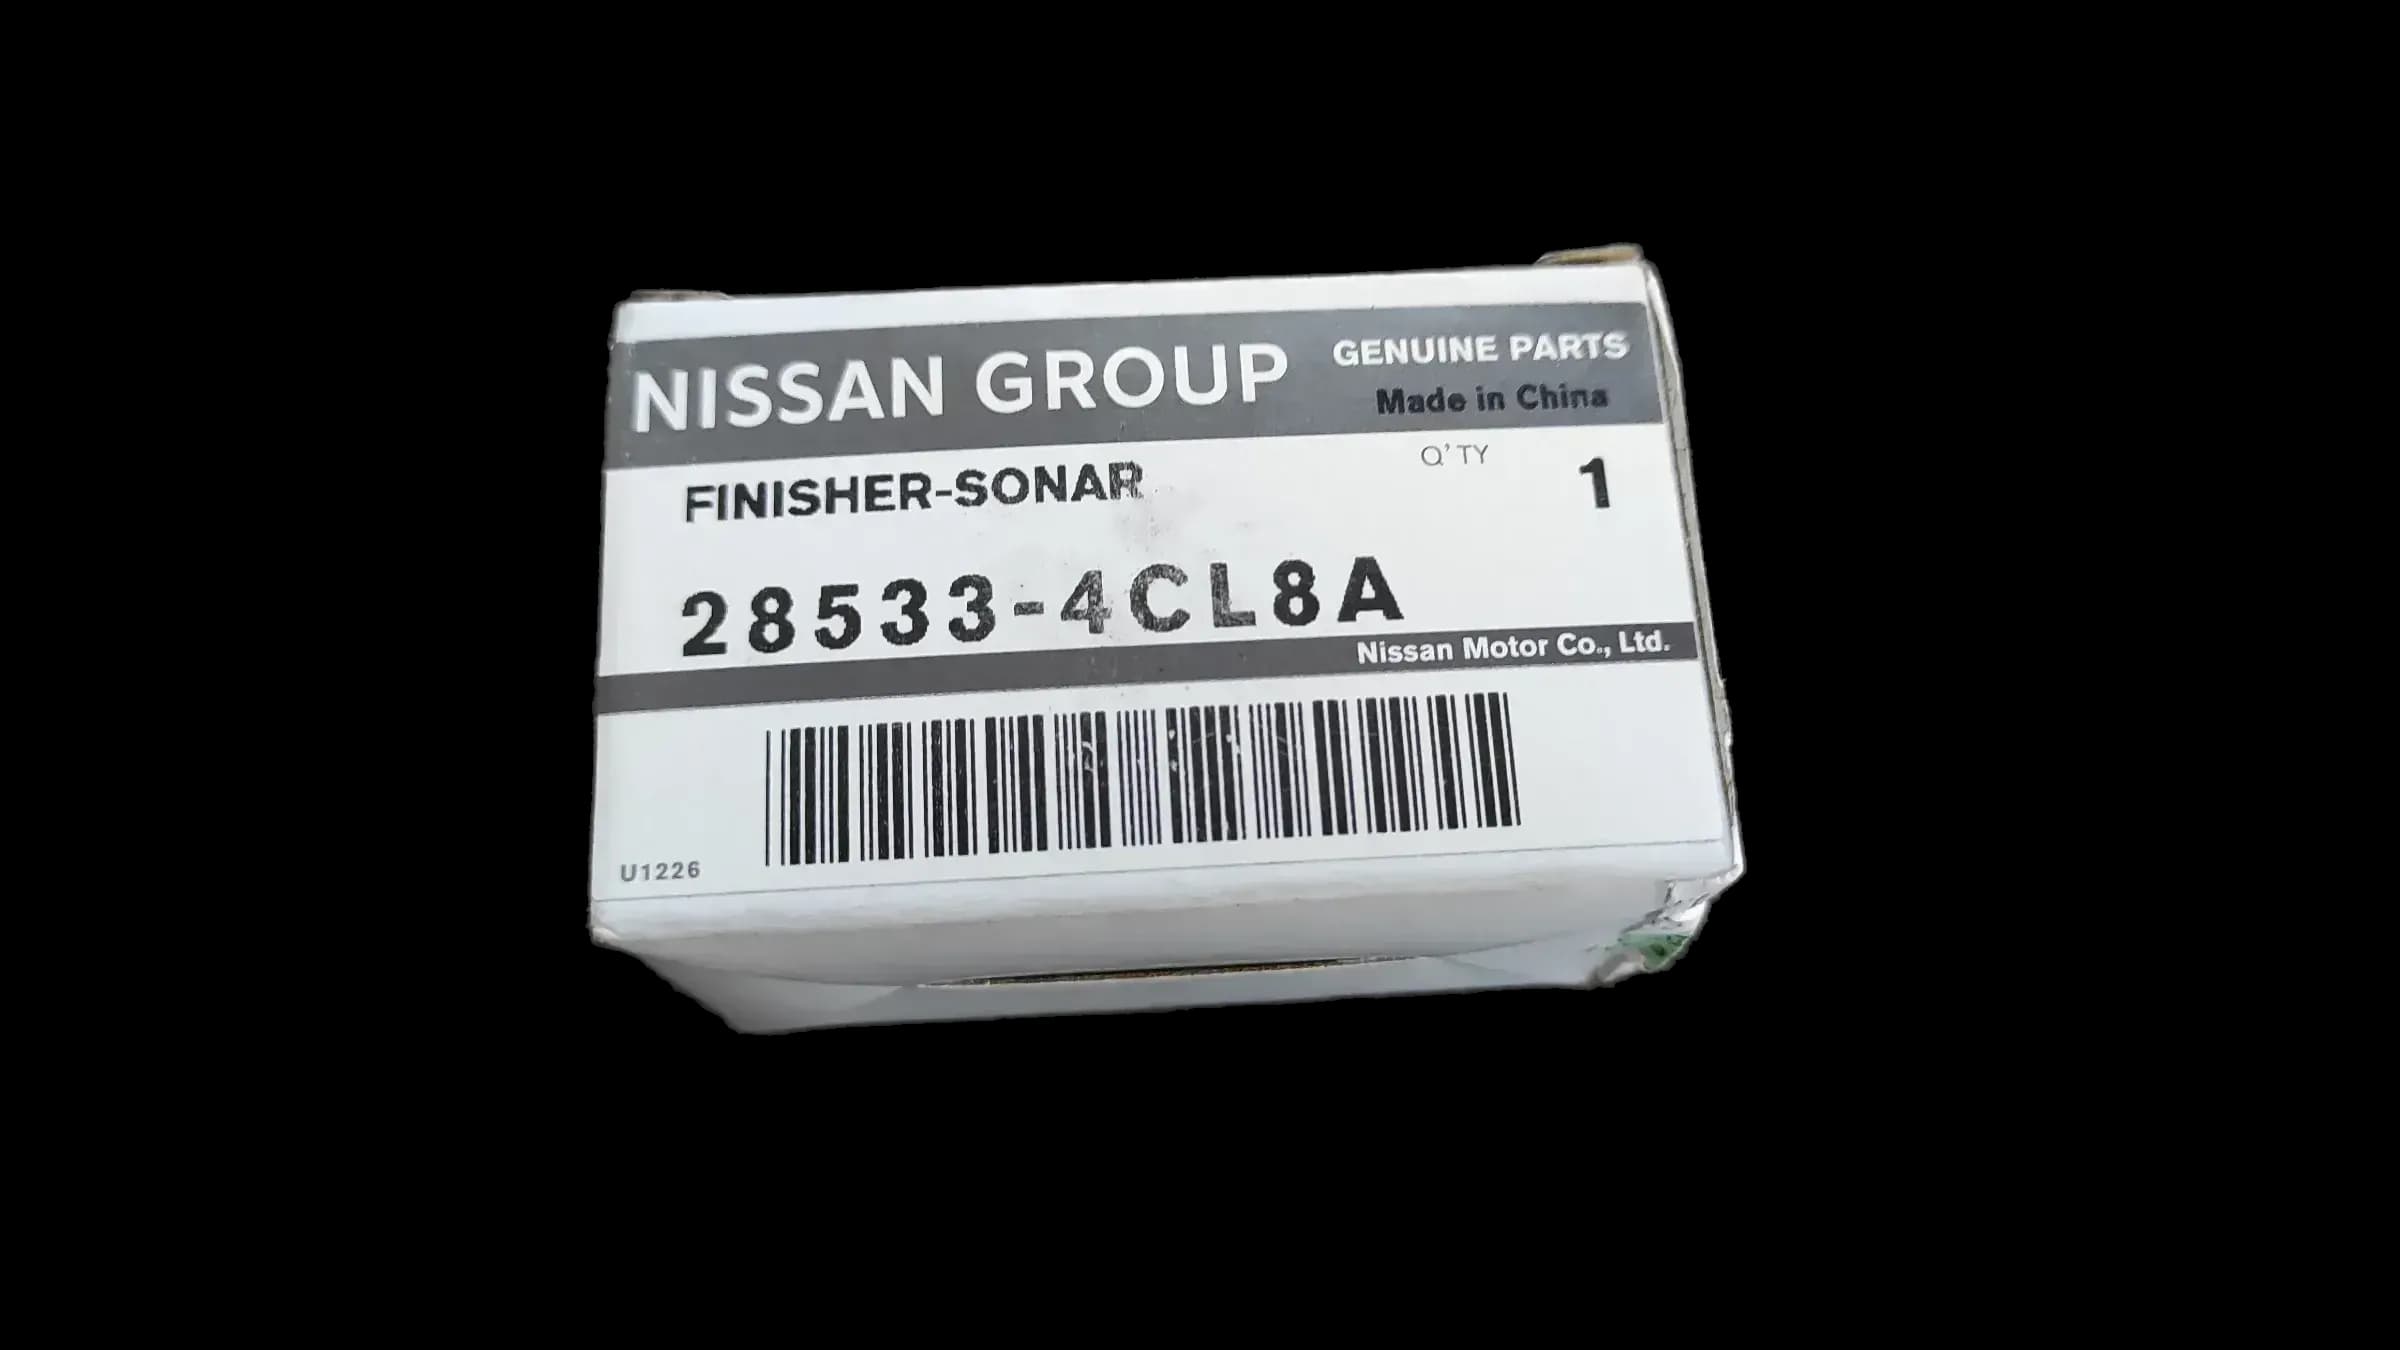 NISSAN GROUP
GENUINE PARTS
Made in China
FINISHER-SONAR
Q'TY
1
28533-4CL8A
Nissan Motor Co., Ltd.
U1226